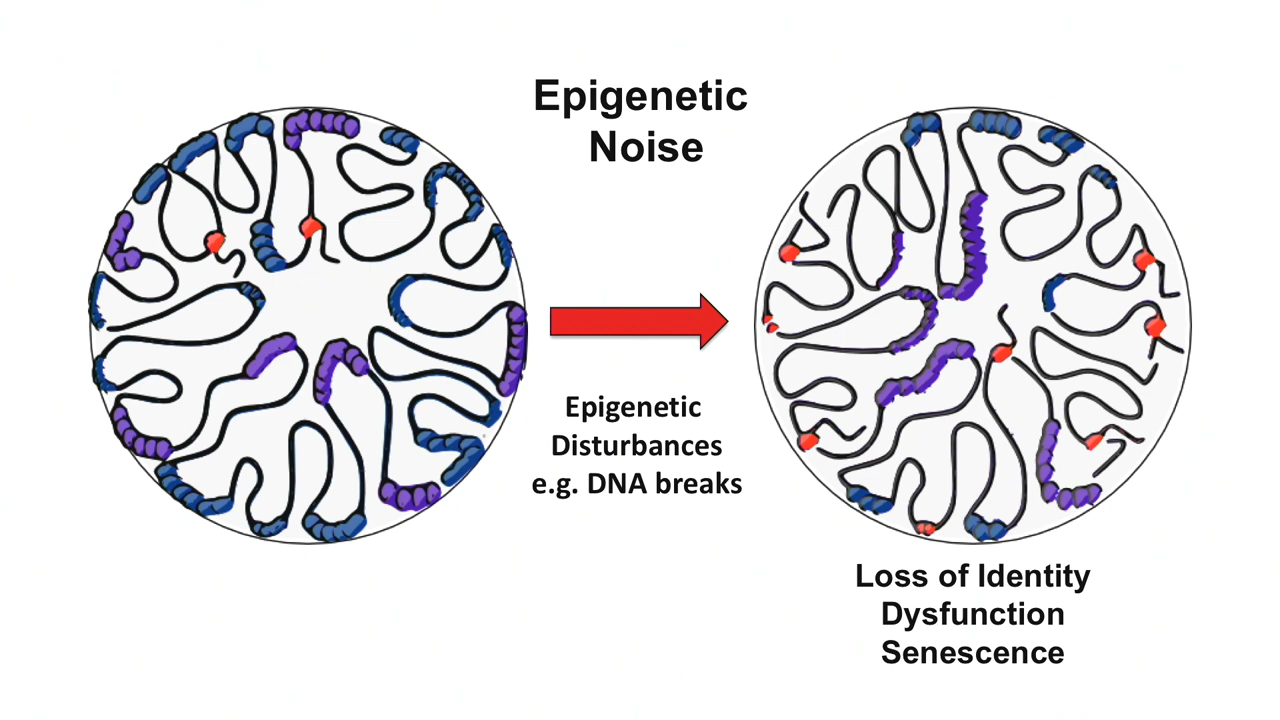 Epigenetic
Noise
Epigenetic
Disturbances
e.g. DNA breaks
Loss of Identity
Dysfunction
Senescence